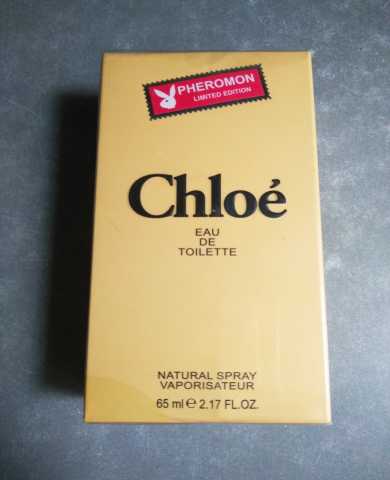 PHEROMON
LIMITED EDITION
Chloé
EAU
DE
TOILETTE
NATURAL SPRAY
VAPORISATEUR
65 ml ℮ 2.17 FL.OZ.